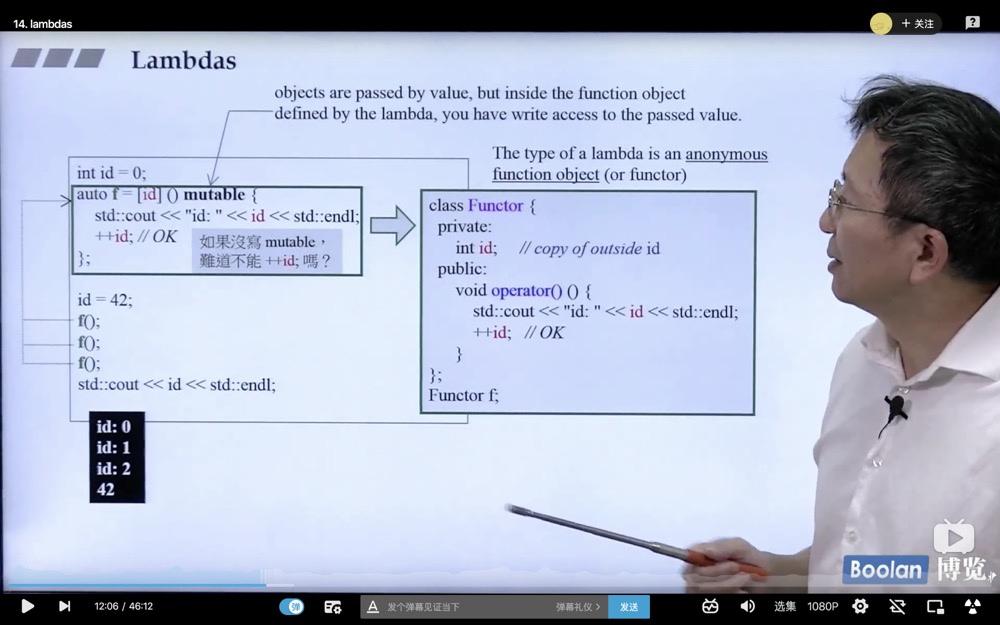 14. lambdas
+ 关注
Lambdas
objects are passed by value, but inside the function object
defined by the lambda, you have write access to the passed value.
int id = 0;
auto f = [id] () mutable {
std::cout << "id: " << id << std::endl;
++id; // OK
如果沒寫 mutable，
難道不能 ++id; 嗎？
};
id = 42;
f();
f();
f();
std::cout << id << std::endl;
id: 0
id: 1
id: 2
42
The type of a lambda is an anonymous
function object (or functor)
class Functor {
private:
int id; // copy of outside id
public:
void operator() () {
std::cout << "id: " << id << std::endl;
++id; // OK
}
};
Functor f;
Boolan 博览
12:06 / 46:12
弹
A 发个弹幕见证当下
弹幕礼仪 >
发送
选集
1080P